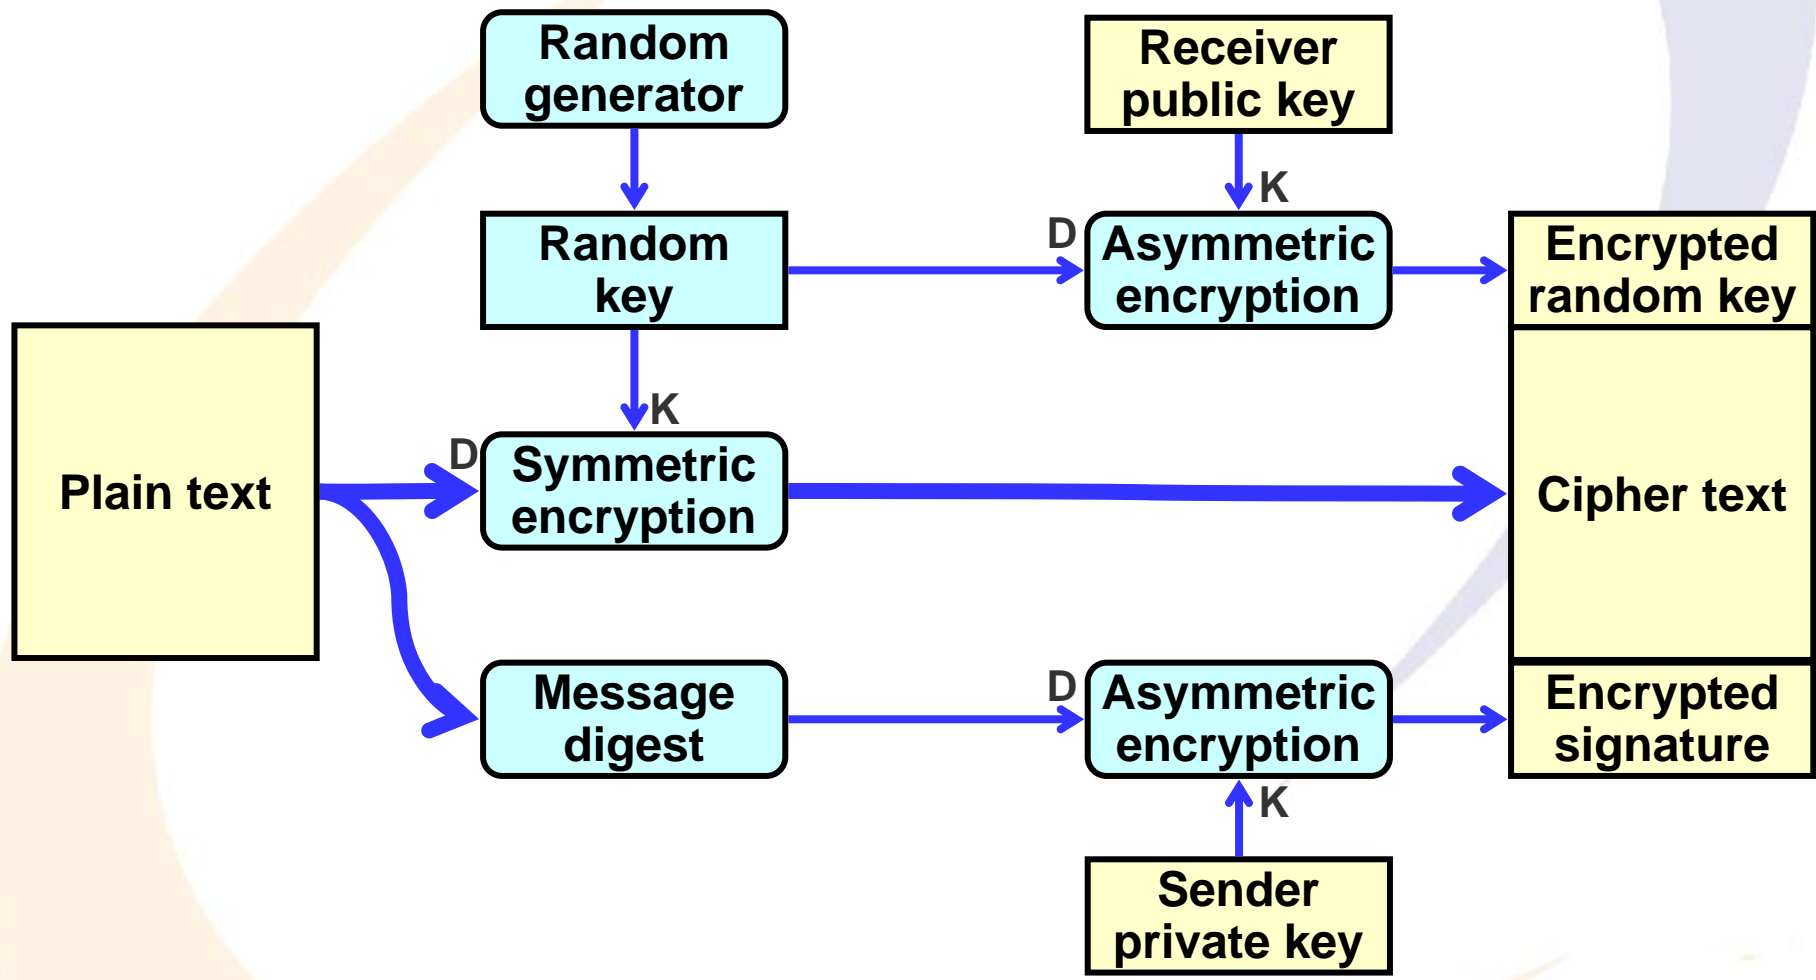 Random
generator
Receiver
public key
K
Random
key
D
Asymmetric
encryption
Encrypted
random key
K
Plain text
D
Symmetric
encryption
Cipher text
Message
digest
D
Asymmetric
encryption
Encrypted
signature
K
Sender
private key